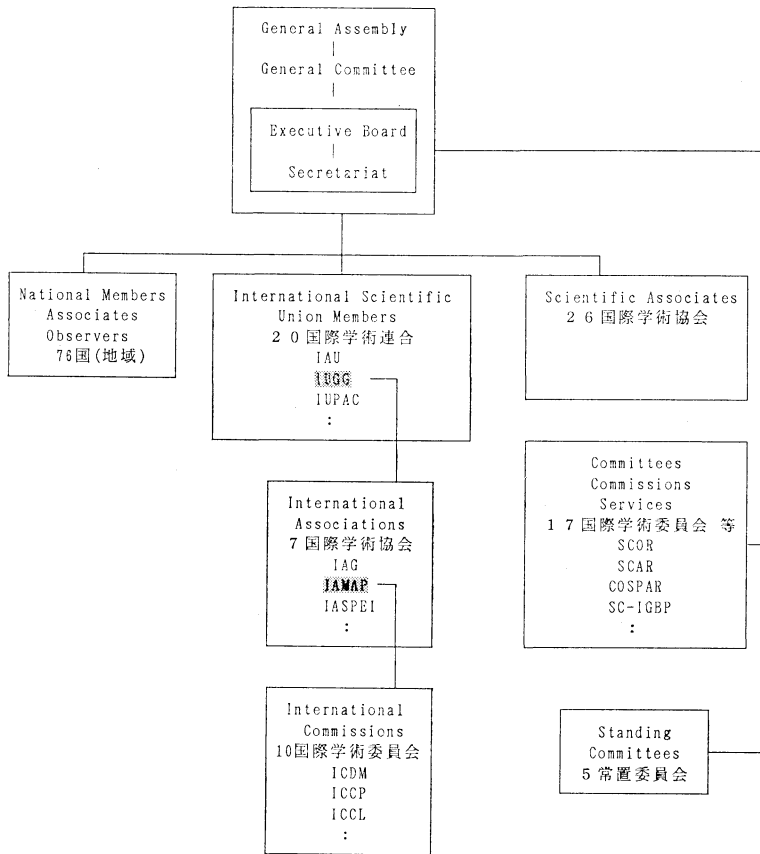 General Assembly
General Committee
Executive Board
Secretariat
National Members
Associates
Observers
76国(地域)
International Scientific
Union Members
20国際学術連合
IAU
IUGG
IUPAC
:
Scientific Associates
26国際学術協会
International
Associations
7国際学術協会
IAG
IAMAP
IASPEI
:
Committees
Commissions
Services
17国際学術委員会 等
SCOR
SCAR
COSPAR
SC-IGBP
:
International
Commissions
10国際学術委員会
ICDM
ICCP
ICCL
:
Standing
Committees
5常置委員会